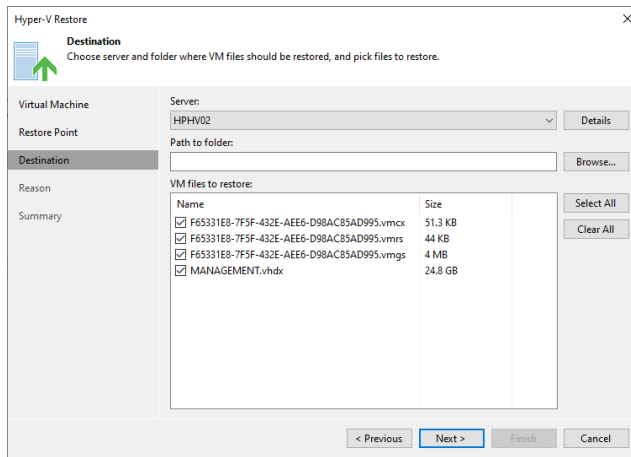 Hyper-V Restore
Destination
Choose server and folder where VM files should be restored, and pick files to restore.
Virtual Machine
Restore Point
Destination
Reason
Summary
Server:
HPHV02
Details
Path to folder:
Browse...
VM files to restore:
Name Size
F65331E8-7F5F-432E-AEE6-D98AC85AD995.vmcx 51.3 KB
F65331E8-7F5F-432E-AEE6-D98AC85AD995.vmrs 44 KB
F65331E8-7F5F-432E-AEE6-D98AC85AD995.vmgs 4 MB
MANAGEMENT.vhdx 24.8 GB
Select All
Clear All
< Previous Next > Finish Cancel